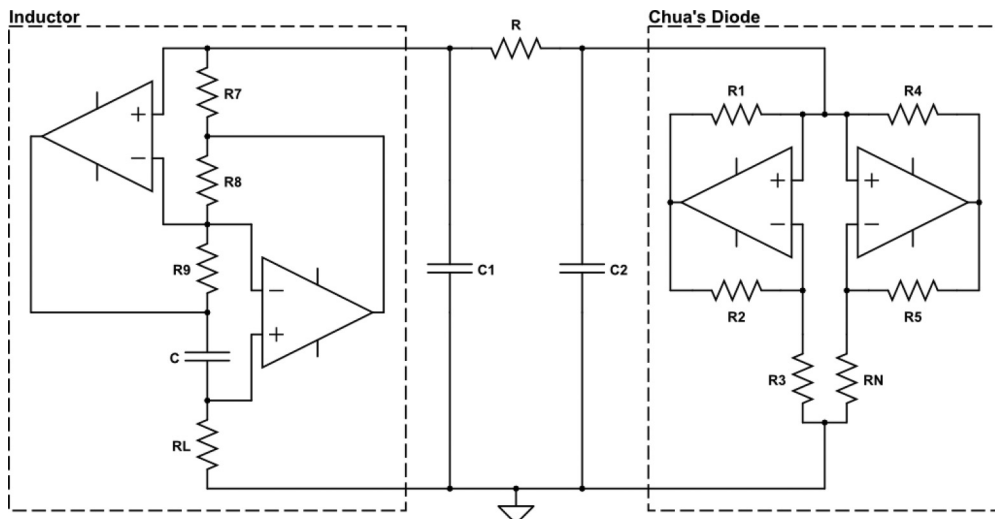 Inductor
Chua's Diode
R
R7
R1
R4
+
+
+
−
R8
−
−
R9
−
C1
C2
+
R2
R5
C
R3
RN
RL